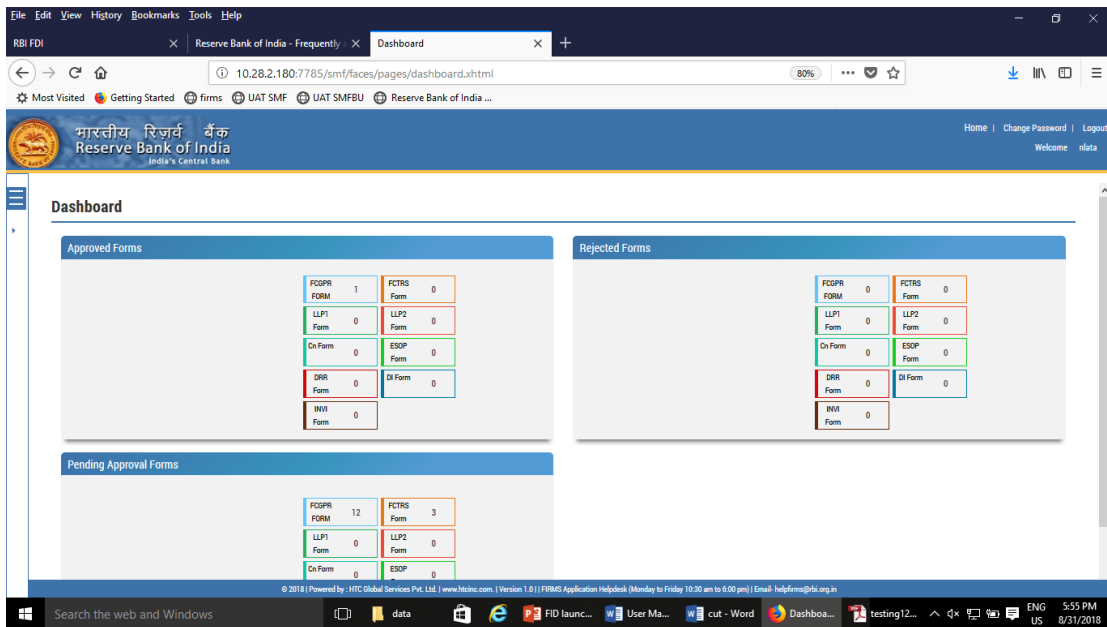 File Edit View History Bookmarks Tools Help
RBI FDI
Reserve Bank of India - Frequently
Dashboard
10.28.2.180:7785/smf/faces/pages/dashboard.xhtml
80%
Most Visited Getting Started firms UAT SMF UAT SMFBU Reserve Bank of India ...
भारतीय रिज़र्व बैंक
Reserve Bank of India
India's Central Bank
Home | Change Password | Logout
Welcome nlata
Dashboard
Approved Forms
FCGPR FORM 1
FCTRS Form 0
LLP1 Form 0
LLP2 Form 0
Cn Form 0
ESOP Form 0
DRR Form 0
DI Form 0
INVI Form 0
Rejected Forms
FCGPR FORM 0
FCTRS Form 0
LLP1 Form 0
LLP2 Form 0
Cn Form 0
ESOP Form 0
DRR Form 0
DI Form 0
INVI Form 0
Pending Approval Forms
FCGPR FORM 12
FCTRS Form 3
LLP1 Form 0
LLP2 Form 0
Cn Form 0
ESOP 0
© 2018 | Powered by : HTC Global Services Pvt. Ltd. | www.htcinc.com. | Version 1.0 | | FIRMS Application Helpdesk (Monday to Friday 10:30 am to 6:00 pm) | Email- helpfirms@rbi.org.in
Search the web and Windows
data
FID launc...
User Ma...
cut - Word
Dashboa...
testing12...
ENG
US
5:55 PM
8/31/2018